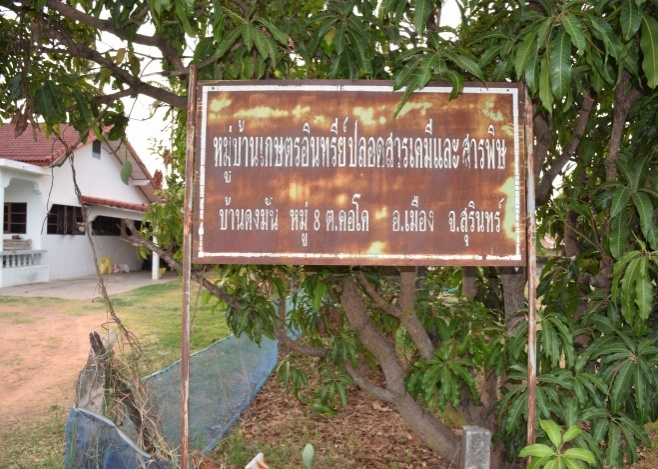 หมู่บ้านเกษตรอินทรีย์ปลอดสารเคมีและสารพิษ
บ้านดงมัน หมู่ 8 ต.คอโค อ.เมือง จ.สุรินทร์